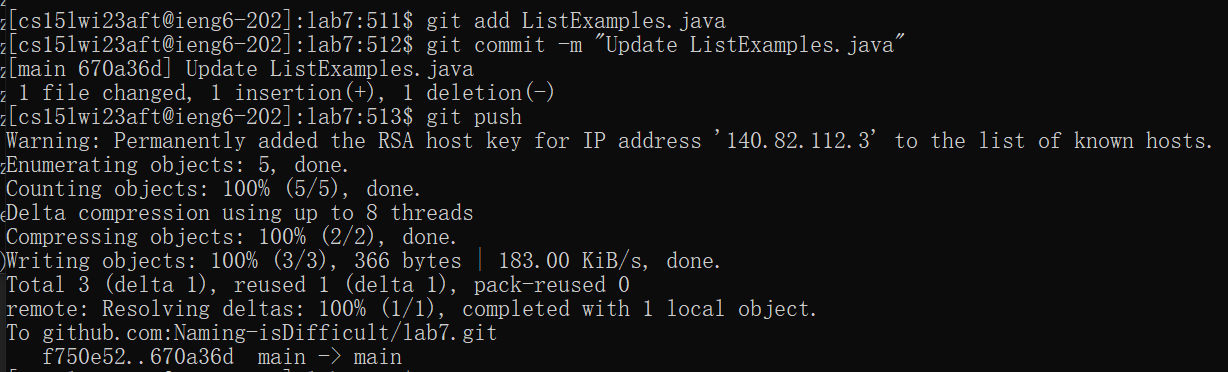 [cs15lwi23aft@ieng6-202]:lab7:511$ git add ListExamples.java
[cs15lwi23aft@ieng6-202]:lab7:512$ git commit -m "Update ListExamples.java"
[main 670a36d] Update ListExamples.java
 1 file changed, 1 insertion(+), 1 deletion(-)
[cs15lwi23aft@ieng6-202]:lab7:513$ git push
Warning: Permanently added the RSA host key for IP address '140.82.112.3' to the list of known hosts.
Enumerating objects: 5, done.
Counting objects: 100% (5/5), done.
Delta compression using up to 8 threads
Compressing objects: 100% (2/2), done.
Writing objects: 100% (3/3), 366 bytes | 183.00 KiB/s, done.
Total 3 (delta 1), reused 1 (delta 1), pack-reused 0
remote: Resolving deltas: 100% (1/1), completed with 1 local object.
To github.com:Naming-isDifficult/lab7.git
   f750e52..670a36d  main -> main